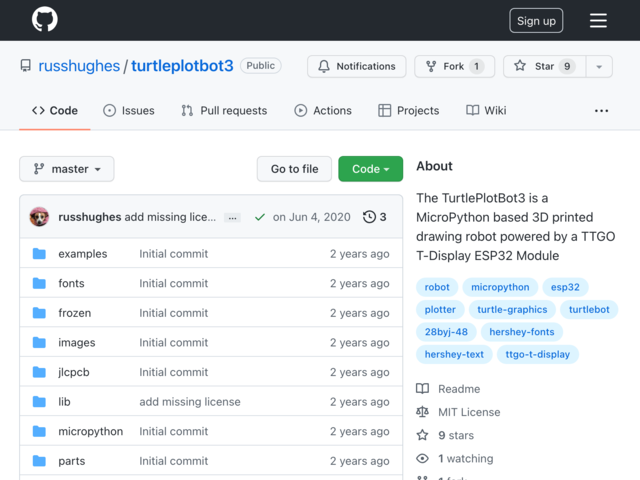 Sign up
russhughes / turtleplotbot3 Public
Notifications Fork 1 Star 9
Code Issues Pull requests Actions Projects Wiki
master Go to file Code
russhughes add missing lice... ... on Jun 4, 2020 3
examples Initial commit 2 years ago
fonts Initial commit 2 years ago
frozen Initial commit 2 years ago
images Initial commit 2 years ago
jlcpcb Initial commit 2 years ago
lib add missing license 2 years ago
micropython Initial commit 2 years ago
parts Initial commit 2 years ago
About
The TurtlePlotBot3 is a
MicroPython based 3D printed
drawing robot powered by a TTGO
T-Display ESP32 Module
robot micropython esp32
plotter turtle-graphics turtlebot
28byj-48 hershey-fonts
hershey-text ttgo-t-display
Readme
MIT License
9 stars
1 watching
1 fork